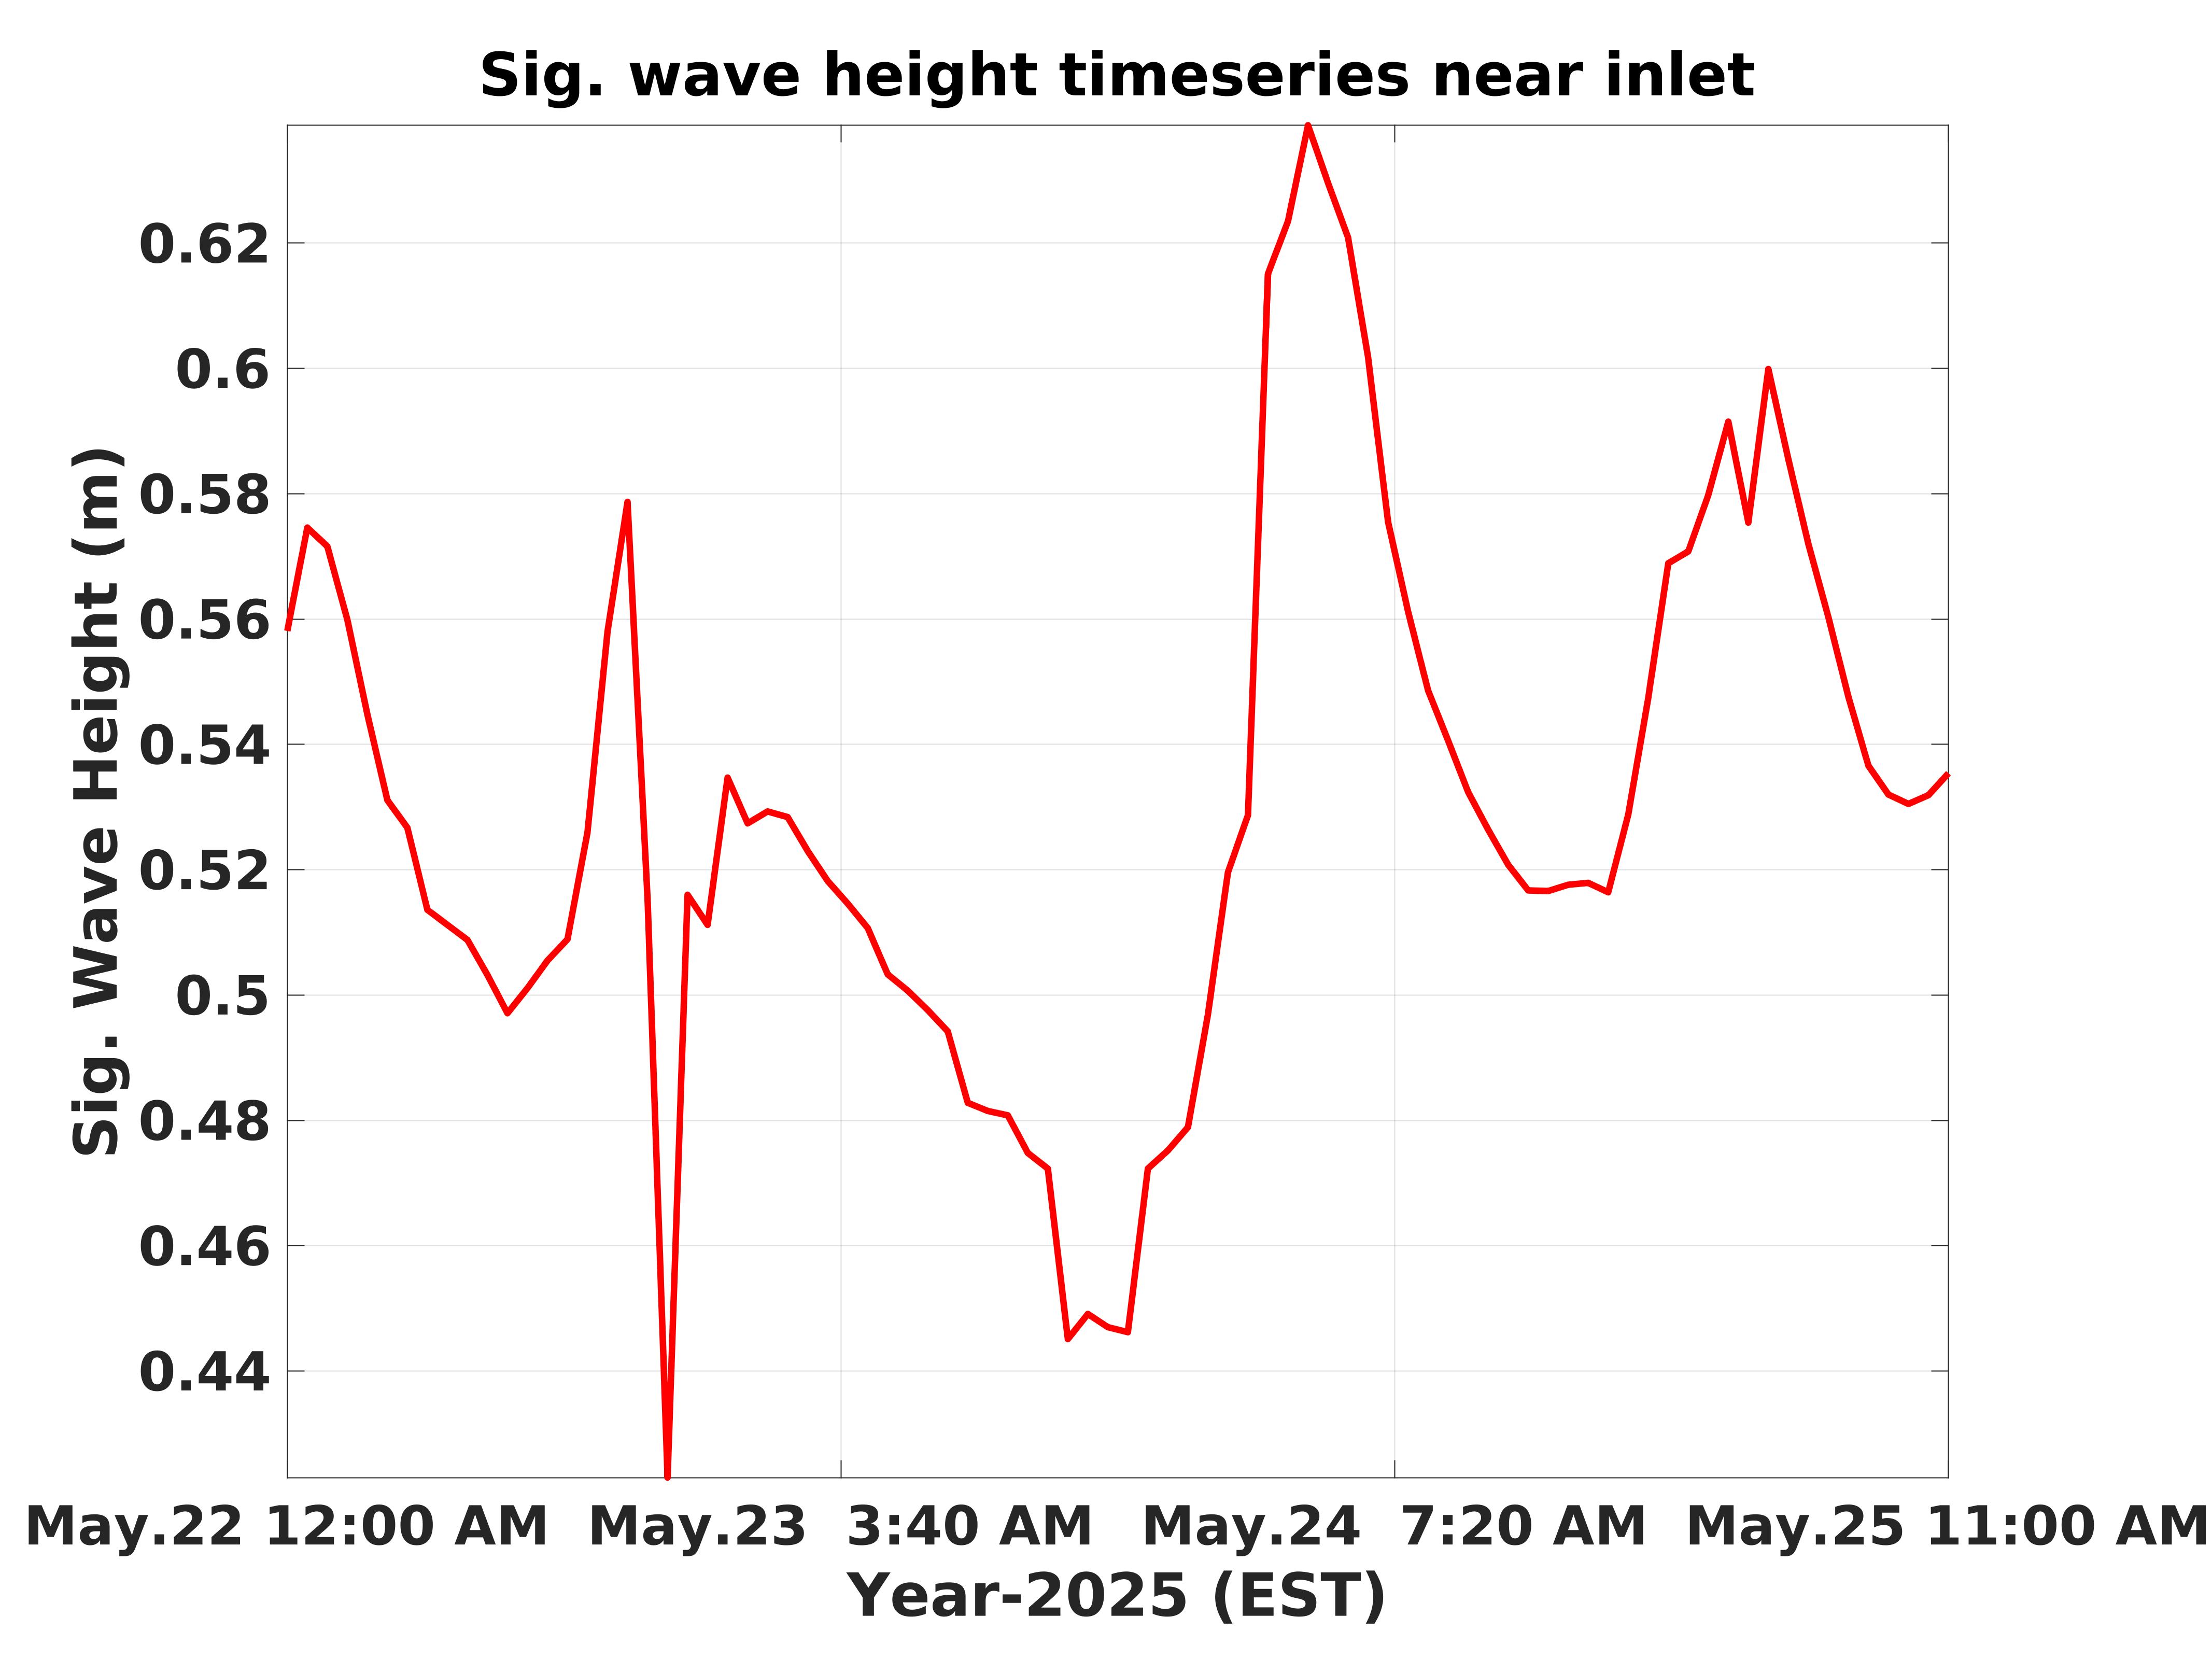 Sig. wave height timeseries near inlet
Sig. Wave Height (m)
0.62
0.6
0.58
0.56
0.54
0.52
0.5
0.48
0.46
0.44
May.22 12:00 AM May.23 3:40 AM May.24 7:20 AM May.25 11:00 AM
Year-2025 (EST)